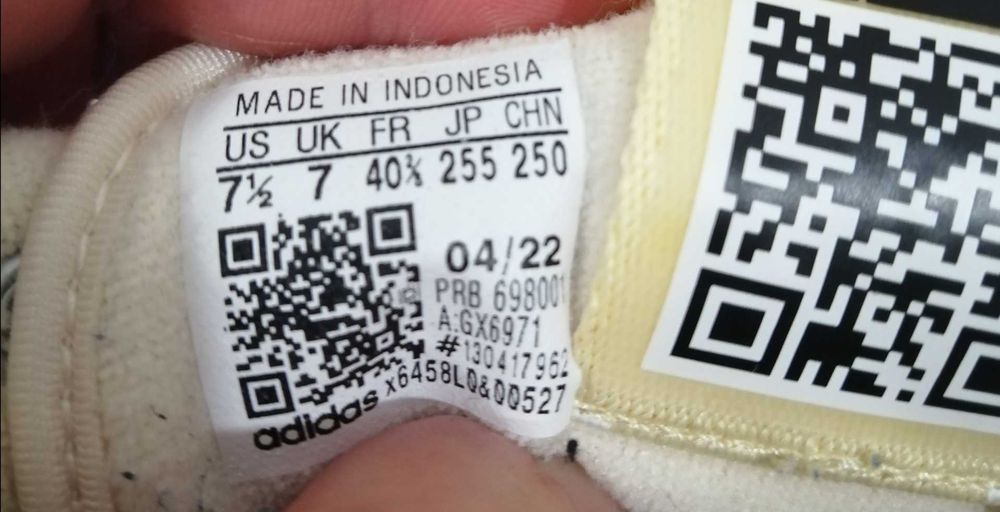 MADE IN INDONESIA
US UK FR JP CHN
7½ 7 40⅔ 255 250
04/22
PRB 698001
A:GX6971
#130417962
x6458L0&00527
adidas